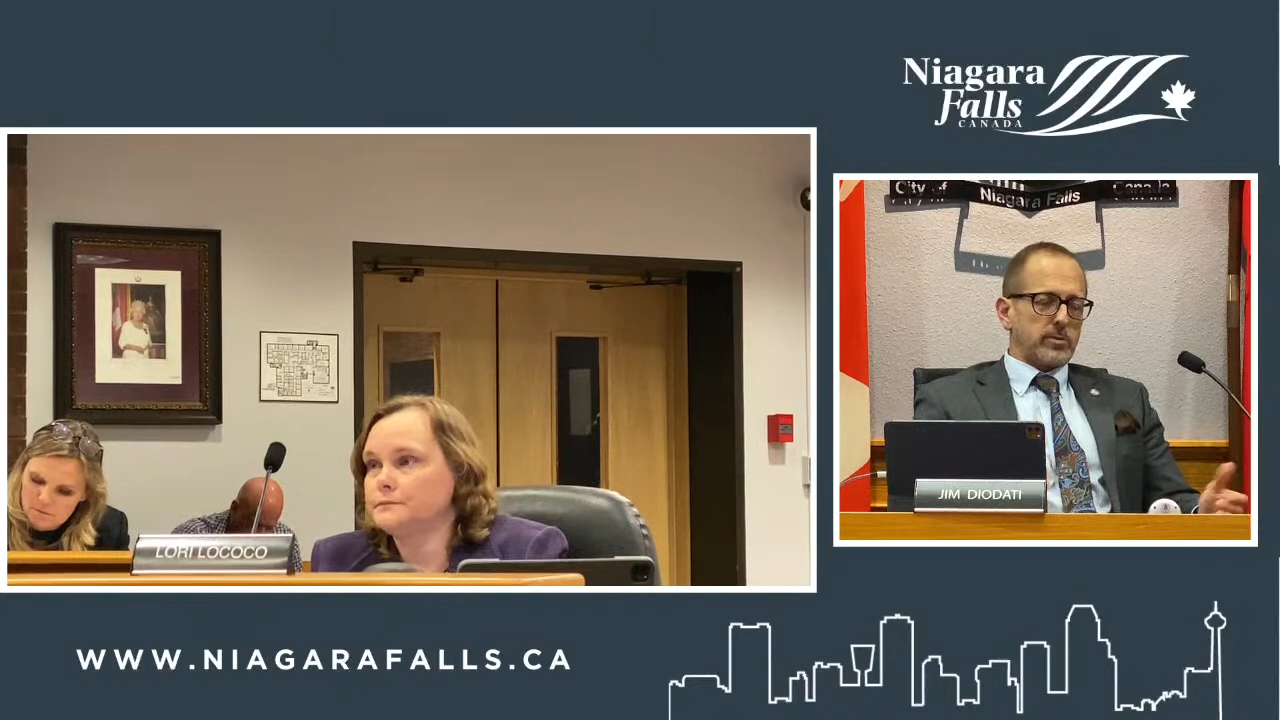 Niagara
Falls
CANADA
City of
Niagara Falls
Canada
LORI LOCOCO
JIM DIODATI
WWW.NIAGARAFALLS.CA